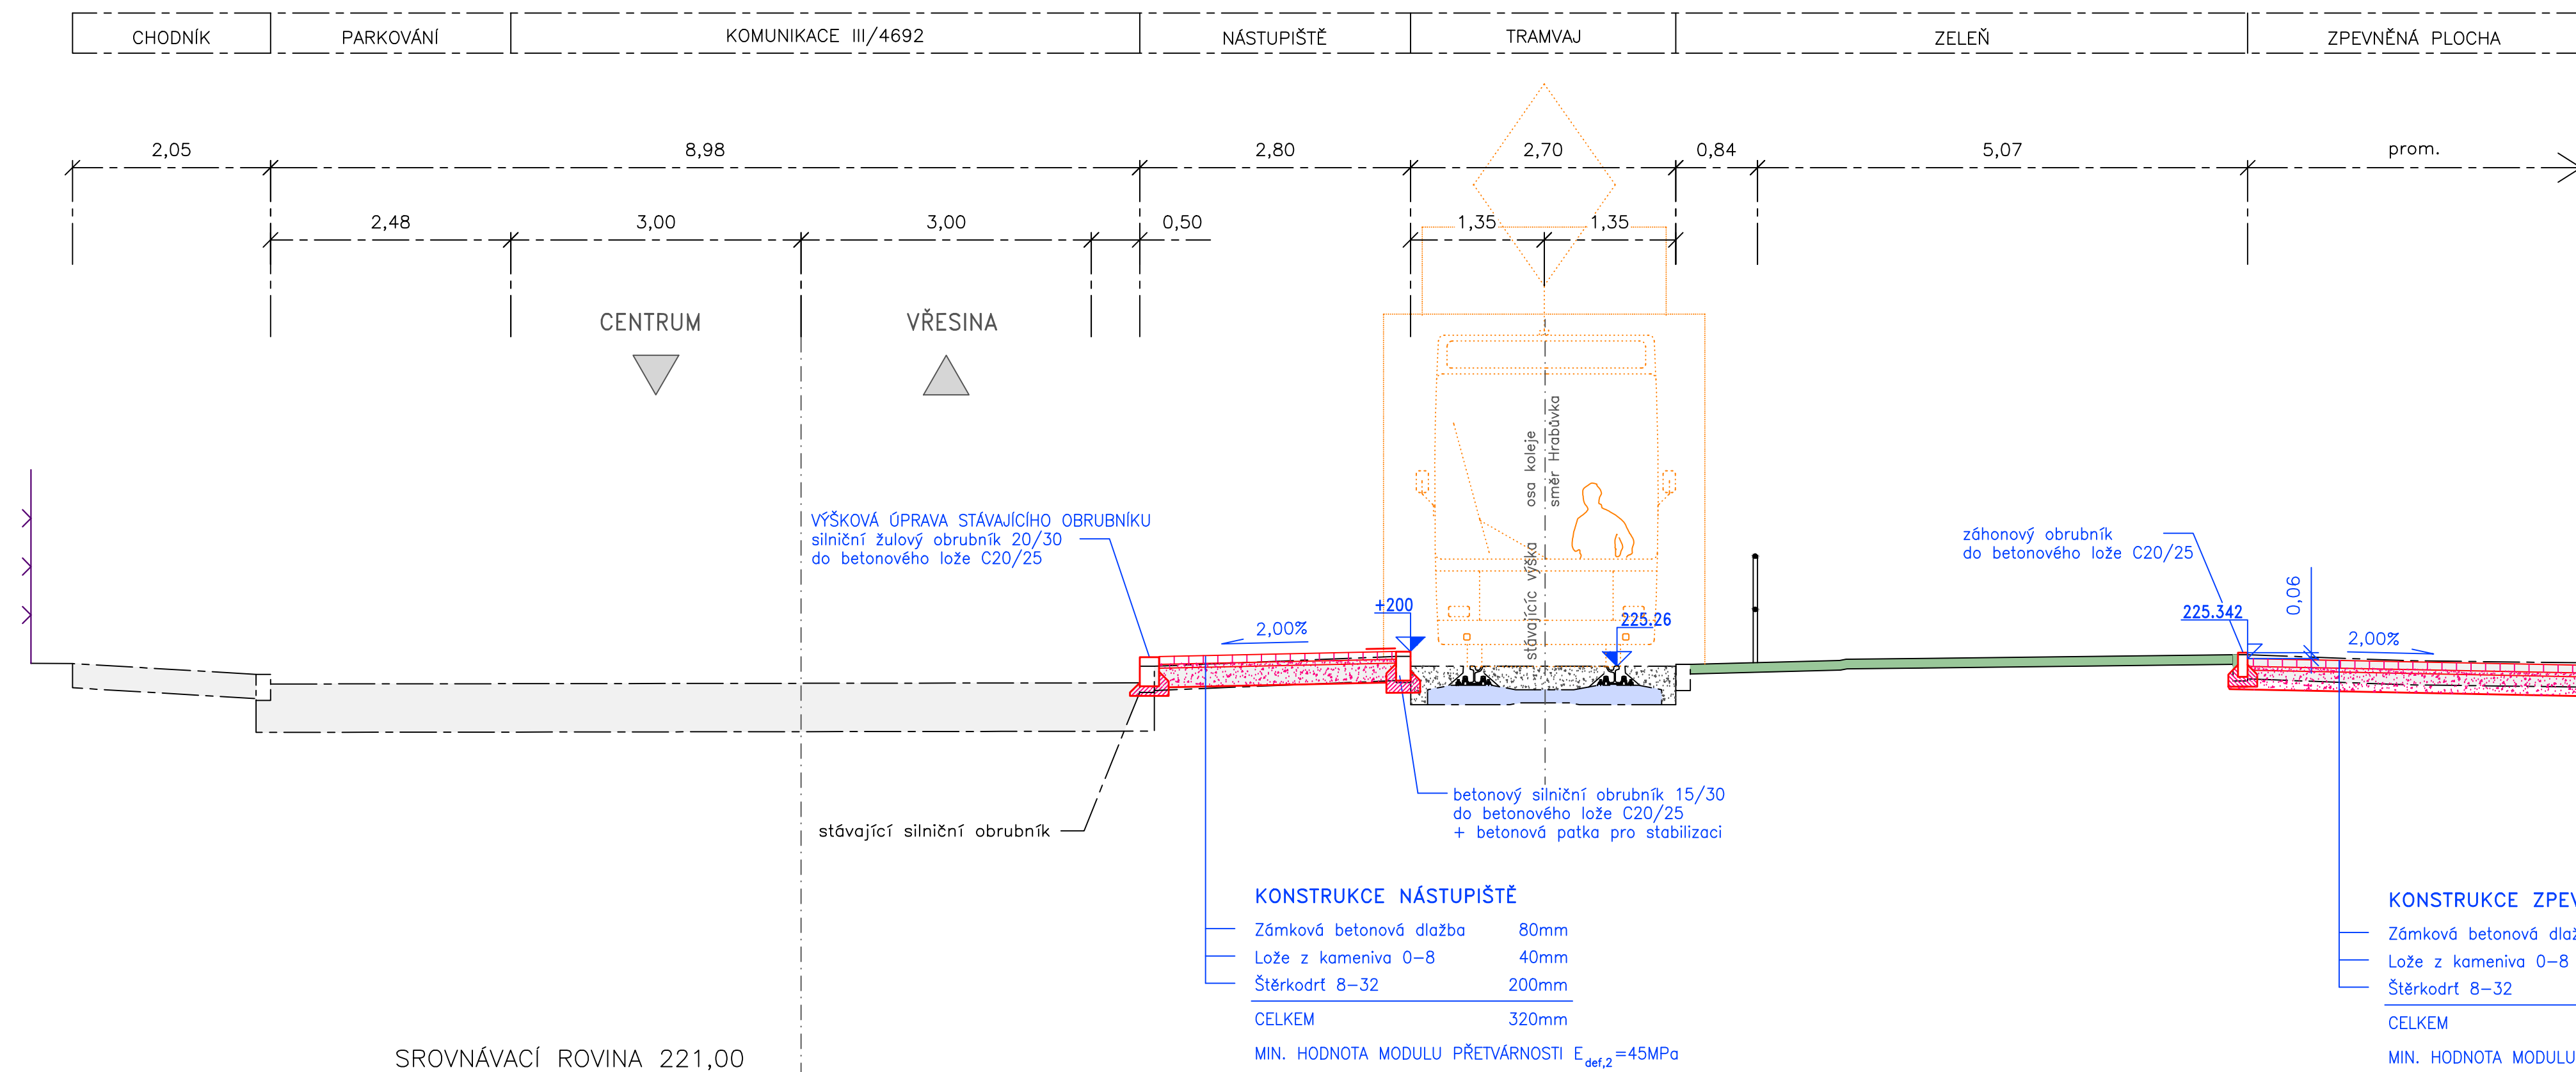 CHODNÍK PARKOVÁNÍ KOMUNIKACE III/4692 NÁSTUPIŠTĚ TRAMVAJ ZELEŇ ZPEVNĚNÁ PLOCHA
2,05 8,98 2,80 2,70 0,84 5,07 prom.
2,48 3,00 3,00 0,50 1,35 1,35
CENTRUM VŘESINA
stávajícíc výška osa koleje
směr Hrabůvka
VÝŠKOVÁ ÚPRAVA STÁVAJÍCÍHO OBRUBNÍKU
silniční žulový obrubník 20/30
do betonového lože C20/25
záhonový obrubník
do betonového lože C20/25
+200
2,00%
225.26
225.342
0,06
2,00%
betonový silniční obrubník 15/30
do betonového lože C20/25
+ betonová patka pro stabilizaci
stávající silniční obrubník
KONSTRUKCE NÁSTUPIŠTĚ
Zámková betonová dlažba 80mm
Lože z kameniva 0-8 40mm
Štěrkodrť 8-32 200mm
CELKEM 320mm
MIN. HODNOTA MODULU PŘETVÁRNOSTI Edef,2=45MPa
KONSTRUKCE ZPEV
Zámková betonová dlaž
Lože z kameniva 0-8
Štěrkodrť 8-32
CELKEM
MIN. HODNOTA MODULU
SROVNÁVACÍ ROVINA 221,00